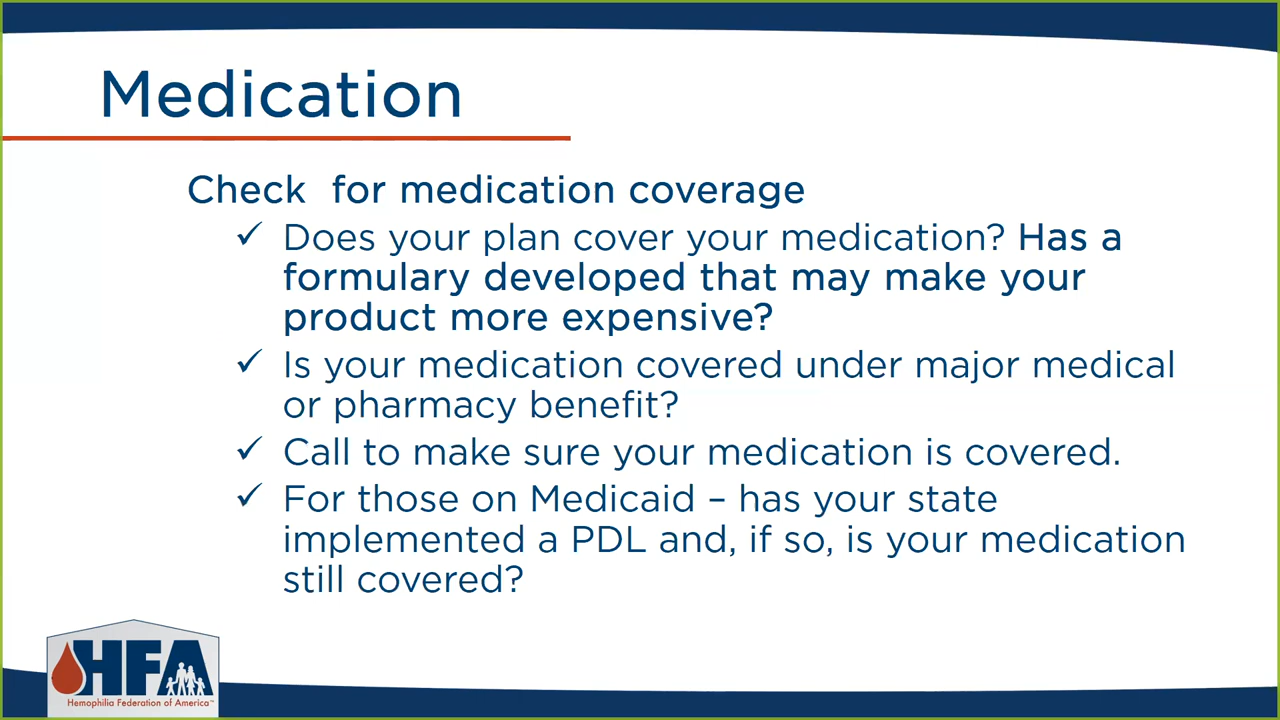 Medication
Check  for medication coverage
✓ Does your plan cover your medication? Has a
formulary developed that may make your
product more expensive?
✓ Is your medication covered under major medical
or pharmacy benefit?
✓ Call to make sure your medication is covered.
✓ For those on Medicaid – has your state
implemented a PDL and, if so, is your medication
still covered?
HFA
Hemophilia Federation of America™